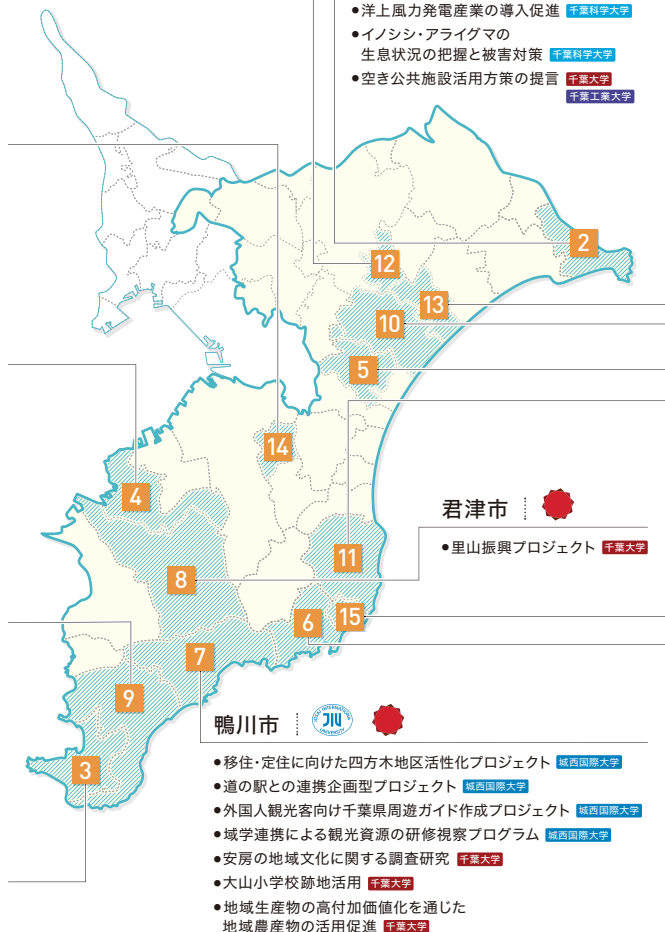 ●洋上風力発電産業の導入促進 千葉科学大学
●イノシシ・アライグマの
生息状況の把握と被害対策 千葉科学大学
●空き公共施設活用方策の提言 千葉大学
千葉工業大学
2
12
13
10
5
14
4
君津市
●里山振興プロジェクト 千葉大学
11
8
15
6
7
9
3
鴨川市 JOSAI INTERNATIONAL JIU UNIVERSITY
●移住・定住に向けた四方木地区活性化プロジェクト 城西国際大学
●道の駅との連携企画型プロジェクト 城西国際大学
●外国人観光客向け千葉県周遊ガイド作成プロジェクト 城西国際大学
●域学連携による観光資源の研修視察プログラム 城西国際大学
●安房の地域文化に関する調査研究 千葉大学
●大山小学校跡地活用 千葉大学
●地域生産物の高付加価値化を通じた
地域農産物の活用促進 千葉大学